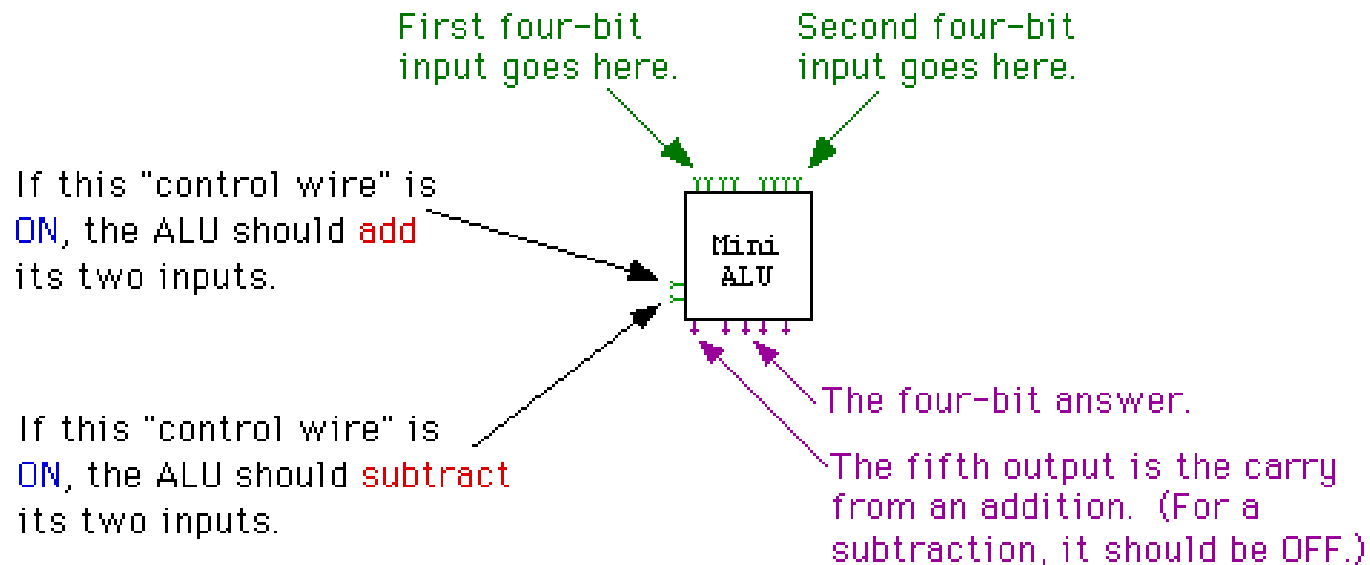 First four-bit
input goes here.
Second four-bit
input goes here.
If this "control wire" is
ON, the ALU should add
its two inputs.
Mini
ALU
If this "control wire" is
ON, the ALU should subtract
its two inputs.
The four-bit answer.
The fifth output is the carry
from an addition. (For a
subtraction, it should be OFF.)